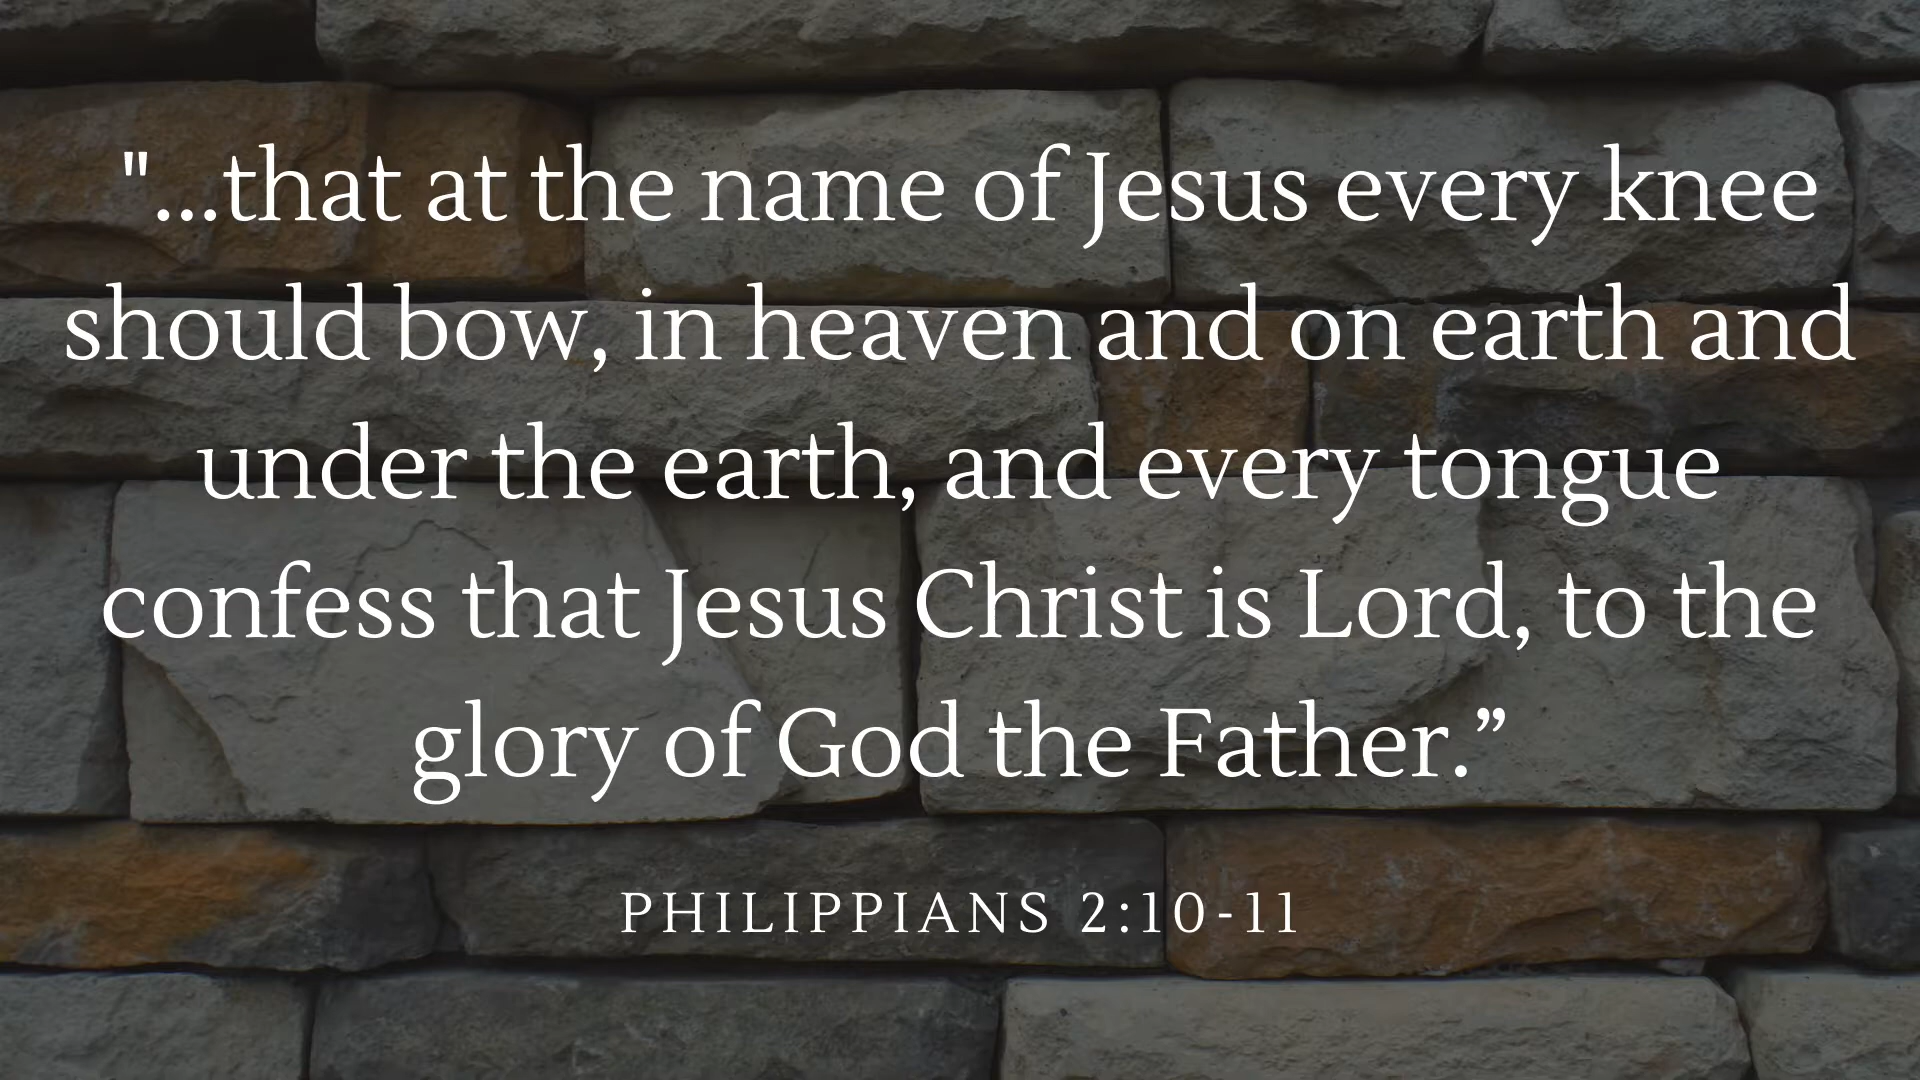 "...that at the name of Jesus every knee
should bow, in heaven and on earth and
under the earth, and every tongue
confess that Jesus Christ is Lord, to the
glory of God the Father.”
PHILIPPIANS 2:10-11